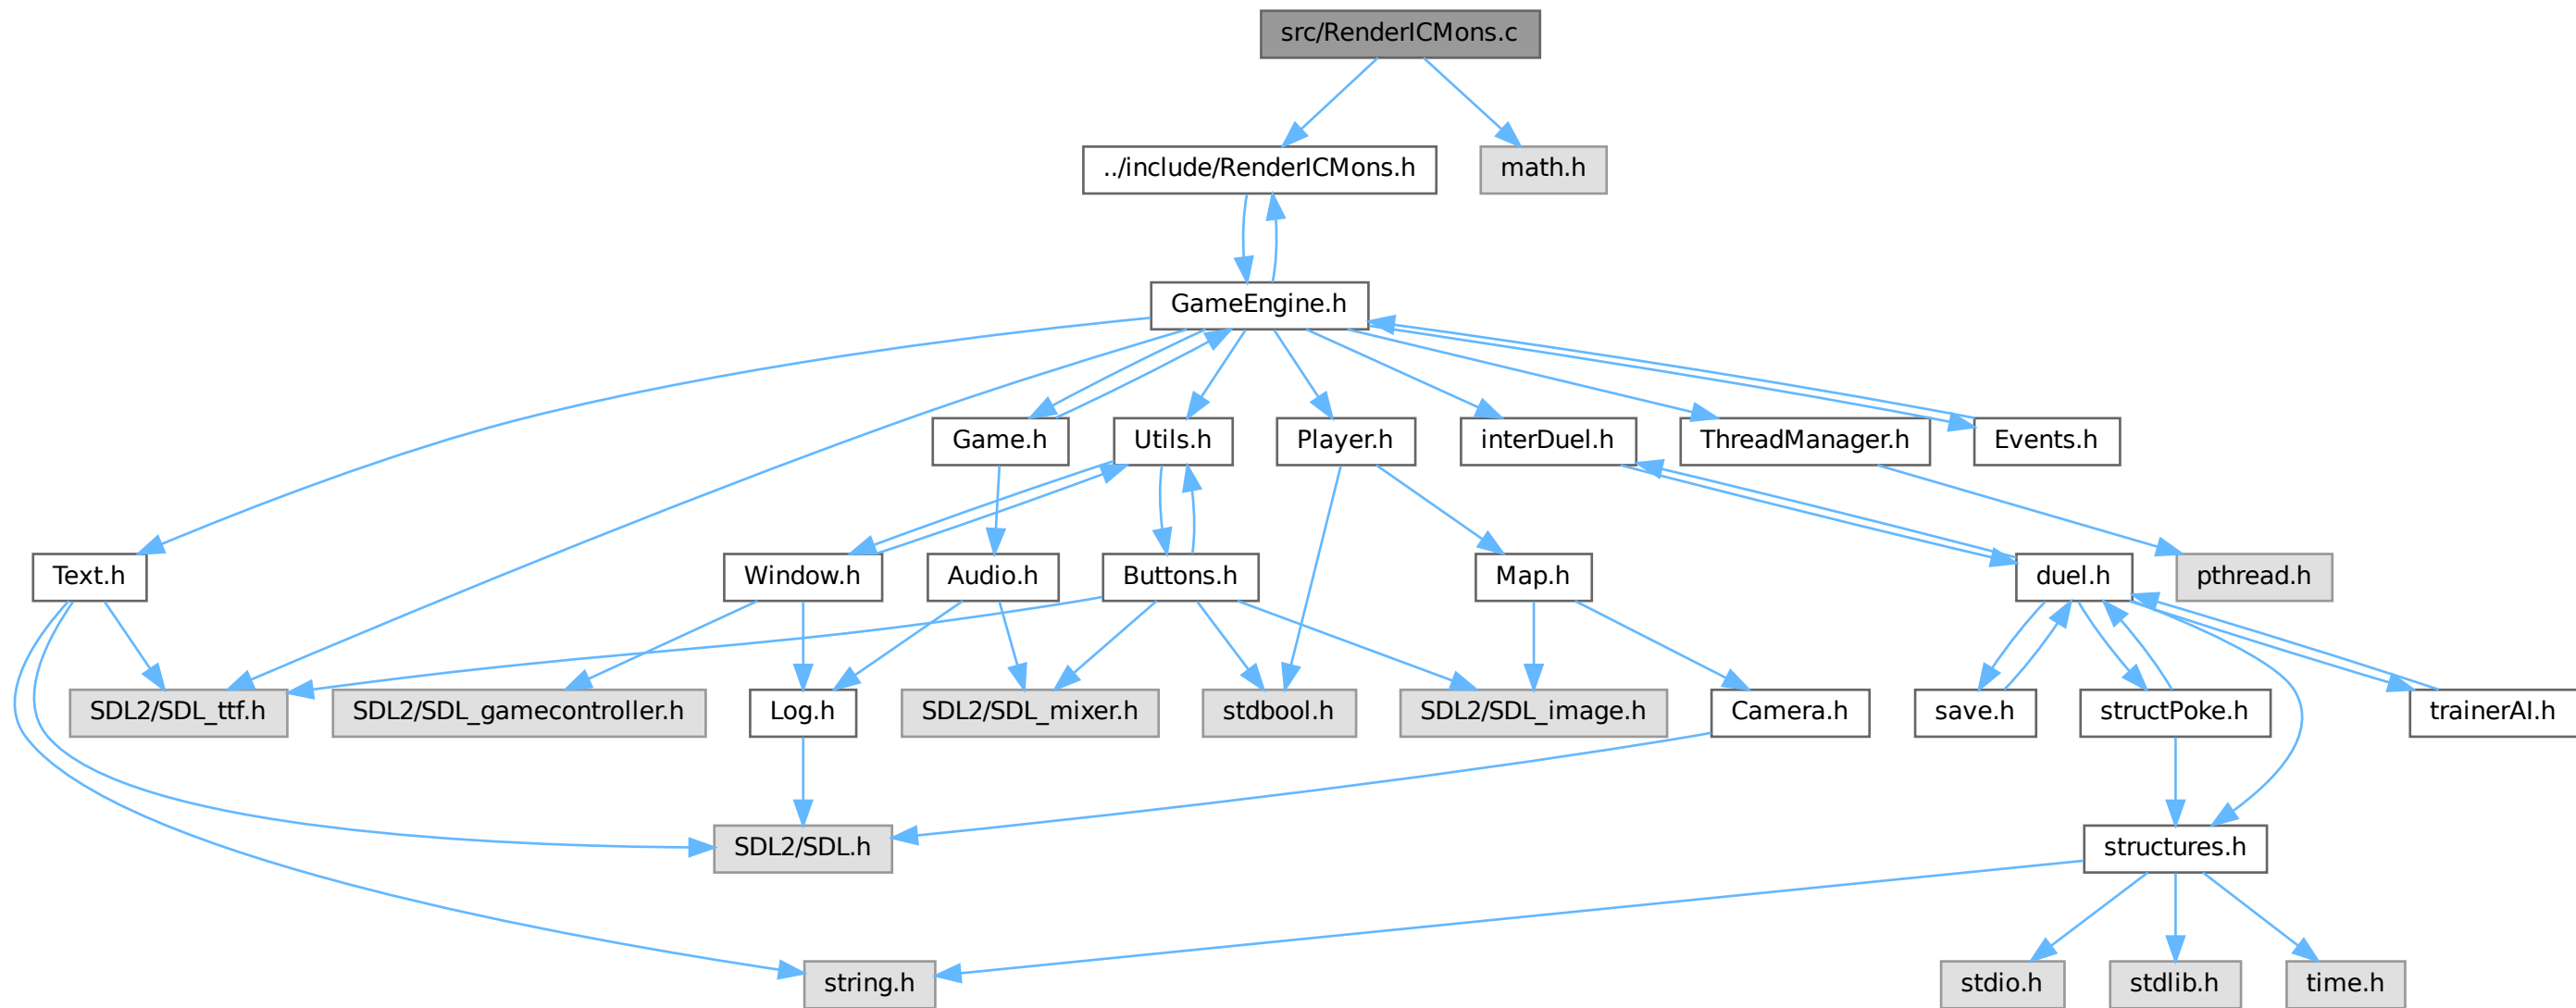 src/RenderICMons.c
../include/RenderICMons.h
math.h
GameEngine.h
Game.h
Utils.h
Player.h
interDuel.h
ThreadManager.h
Events.h
Text.h
Window.h
Audio.h
Buttons.h
Map.h
duel.h
pthread.h
SDL2/SDL_ttf.h
SDL2/SDL_gamecontroller.h
Log.h
SDL2/SDL_mixer.h
stdbool.h
SDL2/SDL_image.h
Camera.h
save.h
structPoke.h
trainerAI.h
SDL2/SDL.h
structures.h
string.h
stdio.h
stdlib.h
time.h